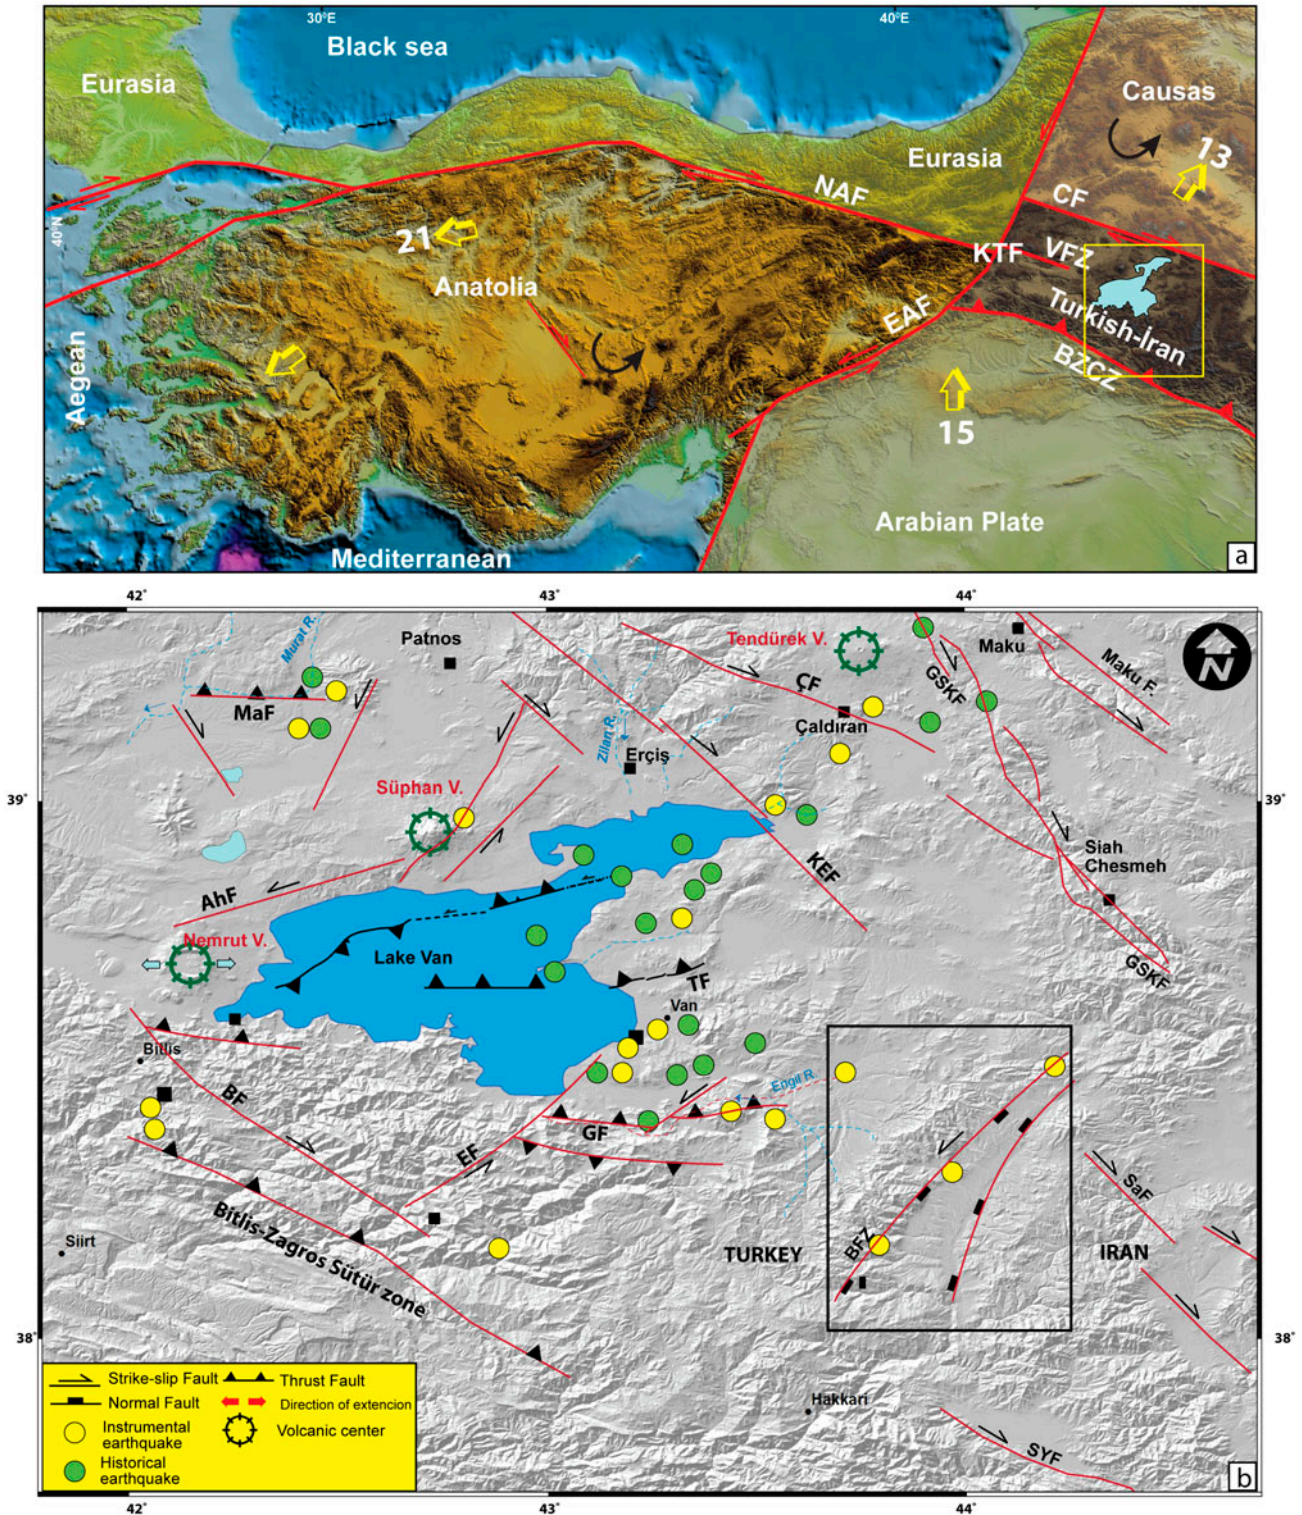 30°E
40°E
Black sea
Eurasia
Causas
13
Eurasia
NAF
CF
40°N
21
KTF
VFZ
Anatolia
EAF
Turkish-İran
BZCZ
Aegean
15
Arabian Plate
Mediterranean
a
42°
43°
44°
Murat R.
Patnos
Tendürek V.
Maku
GSKF
Maku F.
N
MaF
ÇF
Çaldıran
Zilan R.
Erçiş
39°
39°
Süphan V.
Siah
Chesmeh
KEF
AhF
Nemrut V.
Lake Van
TF
GSKF
Van
Bitlis
BF
Engil R.
GF
EF
SaF
Siirt
Bitlis-Zagros Sütür zone
TURKEY
BFZ
IRAN
38°
38°
Strike-slip Fault
Thrust Fault
Normal Fault
Direction of extencion
Instrumental
earthquake
Volcanic center
Historical
earthquake
Hakkari
SYF
b
42°
43°
44°